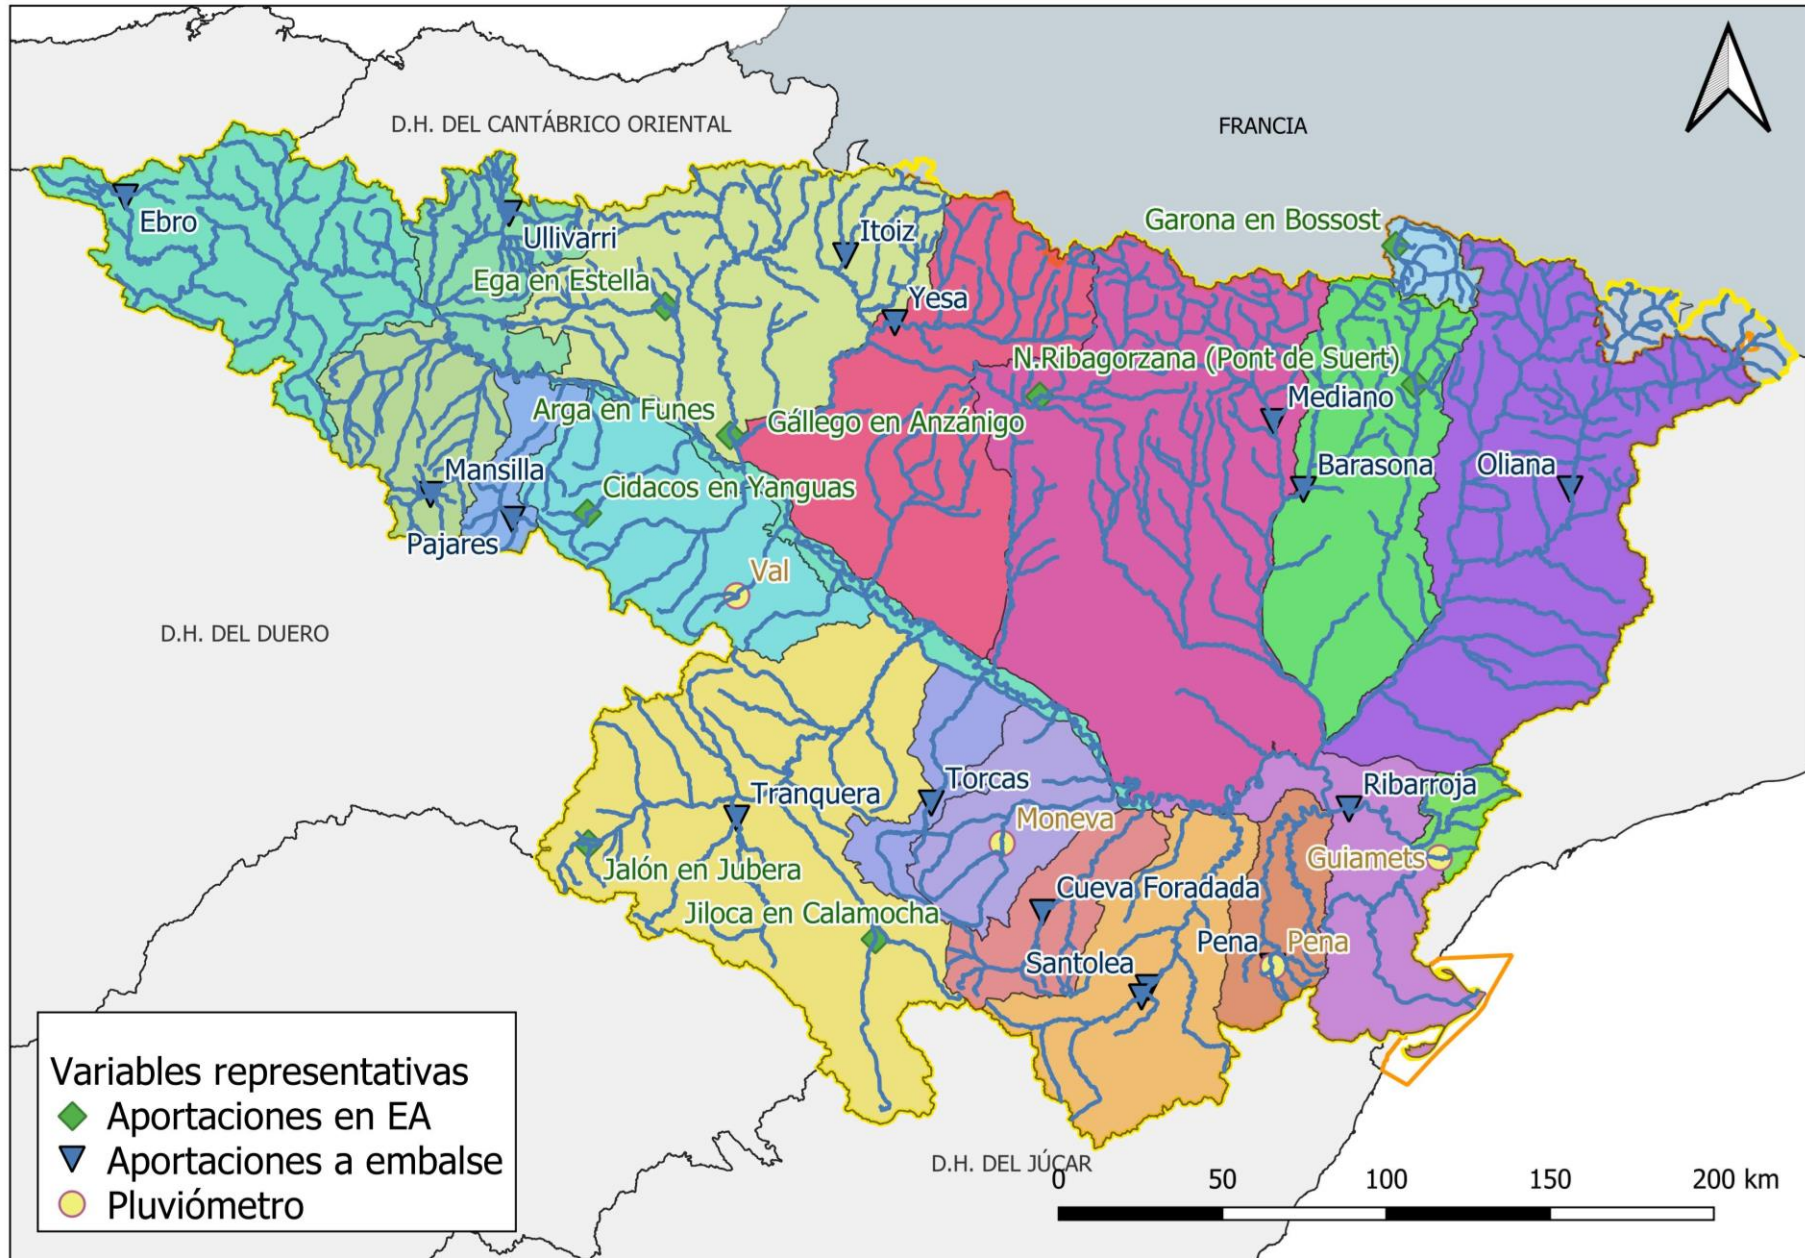 D.H. DEL CANTÁBRICO ORIENTAL
FRANCIA
Ebro
Ullivarri
Itoiz
Garona en Bossost
Ega en Estella
Yesa
N.Ribagorzana (Pont de Suert)
Mediano
Arga en Funes
Gállego en Anzánigo
Mansilla
Barasona
Oliana
Cidacos en Yanguas
Pajares
Val
D.H. DEL DUERO
Torcas
Ribarroja
Tranquera
Moneva
Guiamets
Jalón en Jubera
Cueva Foradada
Jiloca en Calamocha
Pena
Pena
Santolea
D.H. DEL JÚCAR
Variables representativas
Aportaciones en EA
Aportaciones a embalse
Pluviómetro
0 50 100 150 200 km